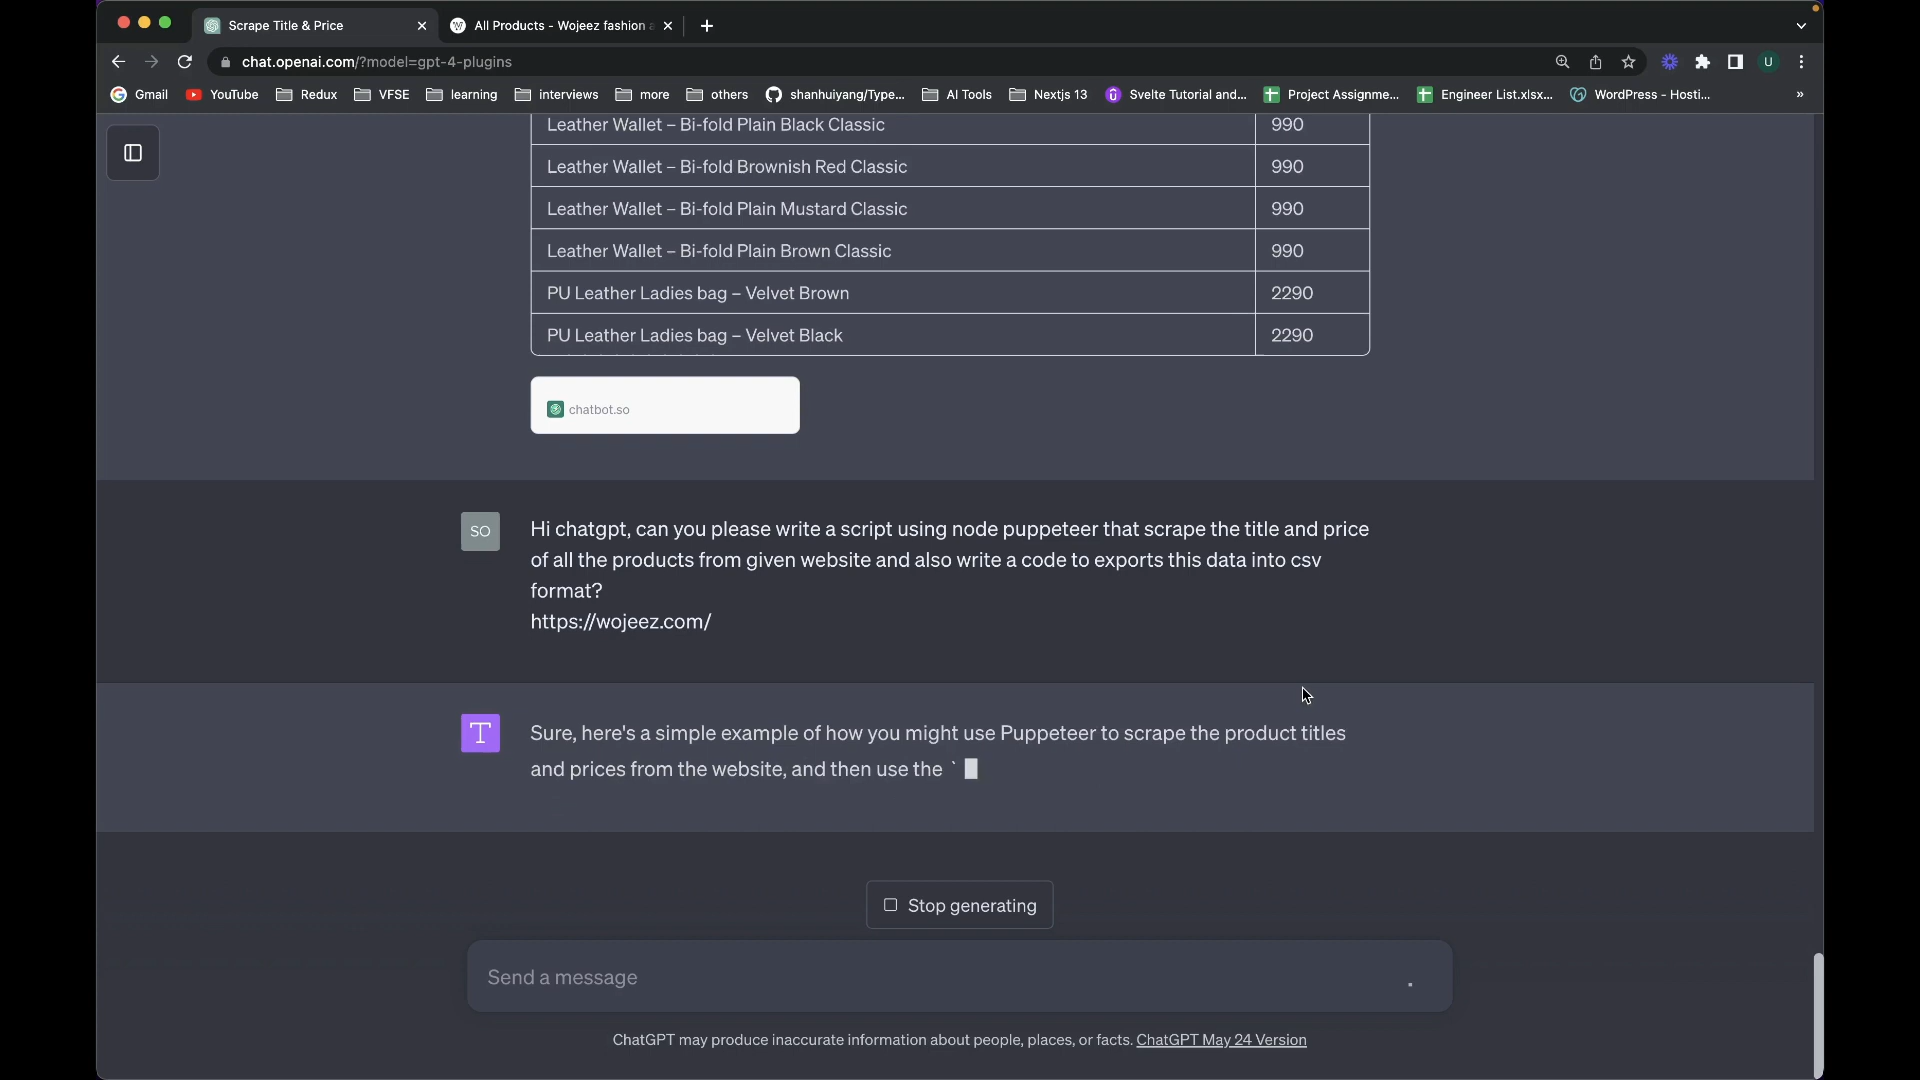 Scrape Title & Price
All Products - Wojeez fashion a
chat.openai.com/?model=gpt-4-plugins
U
Gmail
YouTube
Redux
VFSE
learning
interviews
more
others
shanhuiyang/Type...
AI Tools
Nextjs 13
Svelte Tutorial and...
Project Assignme...
Engineer List.xlsx...
WordPress - Hosti...
»
Leather Wallet – Bi-fold Plain Black Classic 990
Leather Wallet – Bi-fold Brownish Red Classic 990
Leather Wallet – Bi-fold Plain Mustard Classic 990
Leather Wallet – Bi-fold Plain Brown Classic 990
PU Leather Ladies bag – Velvet Brown 2290
PU Leather Ladies bag – Velvet Black 2290
chatbot.so
SO
Hi chatgpt, can you please write a script using node puppeteer that scrape the title and price
of all the products from given website and also write a code to exports this data into csv
format?
https://wojeez.com/
T
Sure, here's a simple example of how you might use Puppeteer to scrape the product titles
and prices from the website, and then use the `
Stop generating
Send a message
ChatGPT may produce inaccurate information about people, places, or facts. ChatGPT May 24 Version